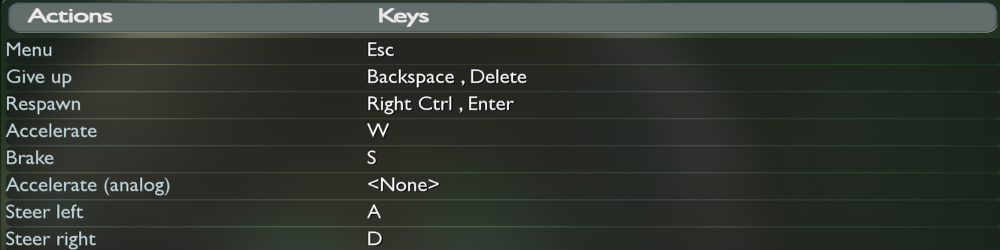 Actions Keys
Menu Esc
Give up Backspace , Delete
Respawn Right Ctrl , Enter
Accelerate W
Brake S
Accelerate (analog) <None>
Steer left A
Steer right D